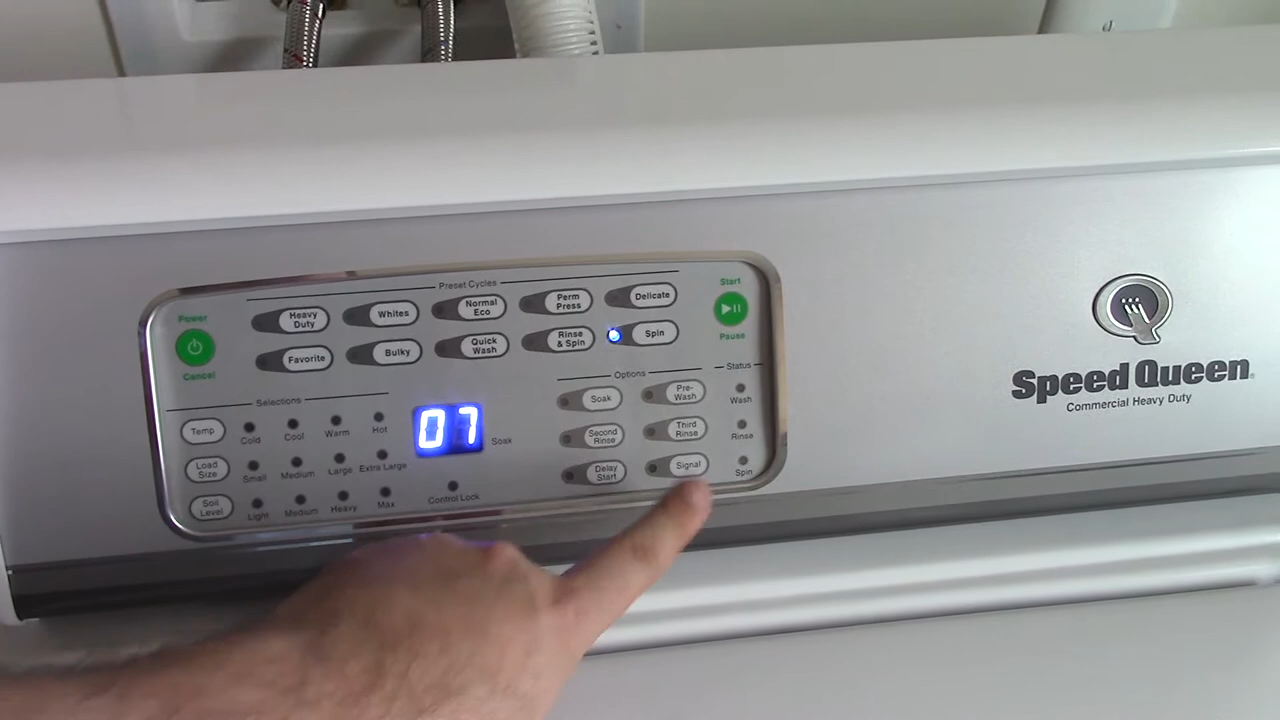 Preset Cycles
Start
Power
Heavy
Duty
Whites
Normal
Eco
Perm
Press
Delicate
Pause
Favorite
Bulky
Quick
Wash
Rinse
& Spin
Spin
Cancel
Selections
Options
Status
Temp
Cold
Cool
Warm
Hot
07
Soak
Soak
Pre-
Wash
Wash
Load
Size
Small
Medium
Large
Extra Large
Second
Rinse
Third
Rinse
Rinse
Soil
Level
Light
Medium
Heavy
Max
Control Lock
Delay
Start
Signal
Spin
Speed Queen
Commercial Heavy Duty